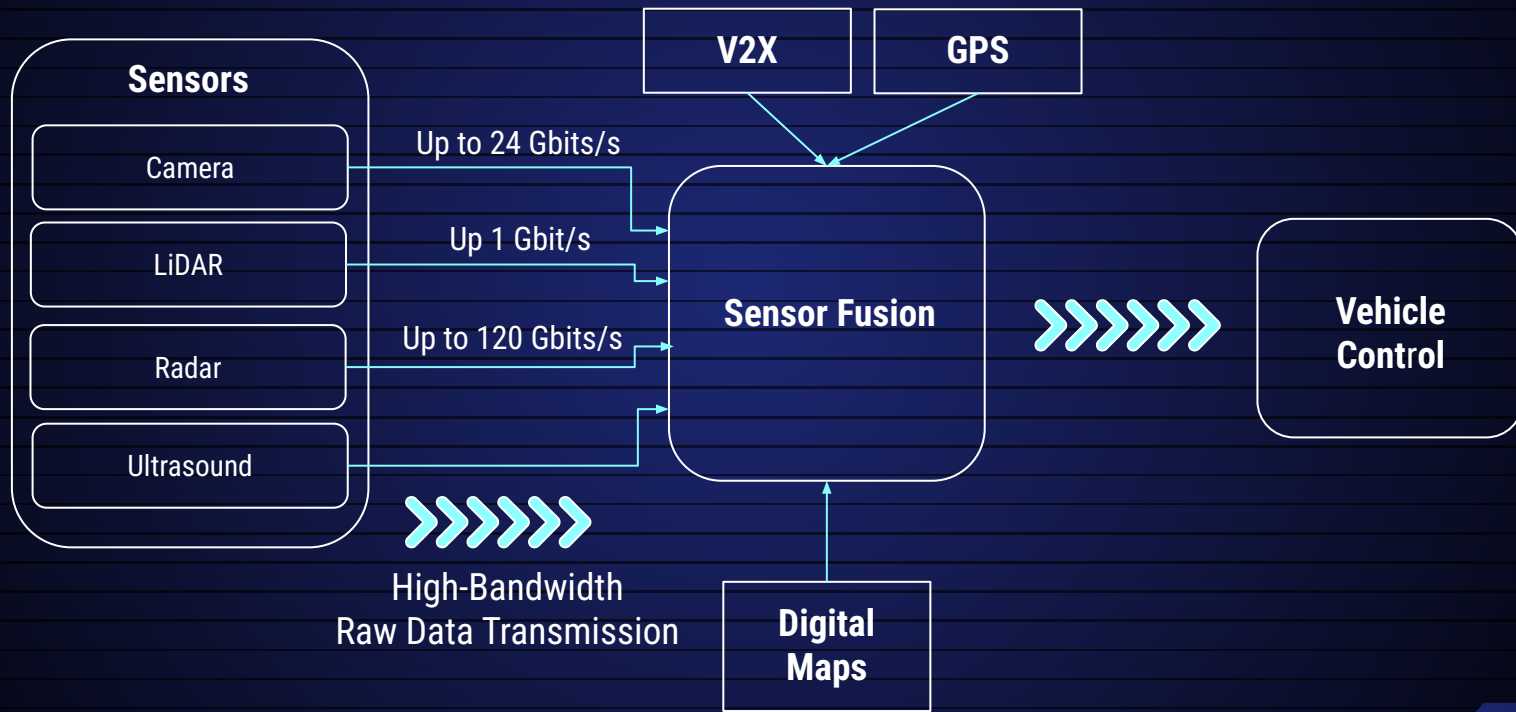 V2X
GPS
Sensors
Camera
Up to 24 Gbits/s
LiDAR
Up 1 Gbit/s
Radar
Up to 120 Gbits/s
Ultrasound
Sensor Fusion
Vehicle
Control
High-Bandwidth
Raw Data Transmission
Digital
Maps